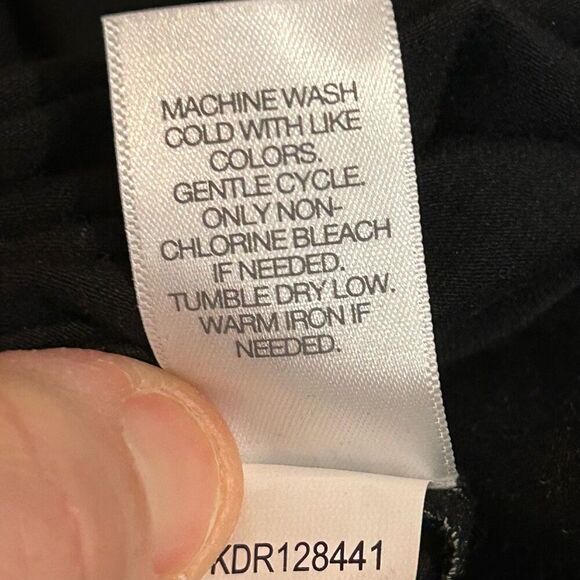 MACHINE WASH
COLD WITH LIKE
COLORS.
GENTLE CYCLE.
ONLY NON-
CHLORINE BLEACH
IF NEEDED.
TUMBLE DRY LOW.
WARM IRON IF
NEEDED.
KDR128441